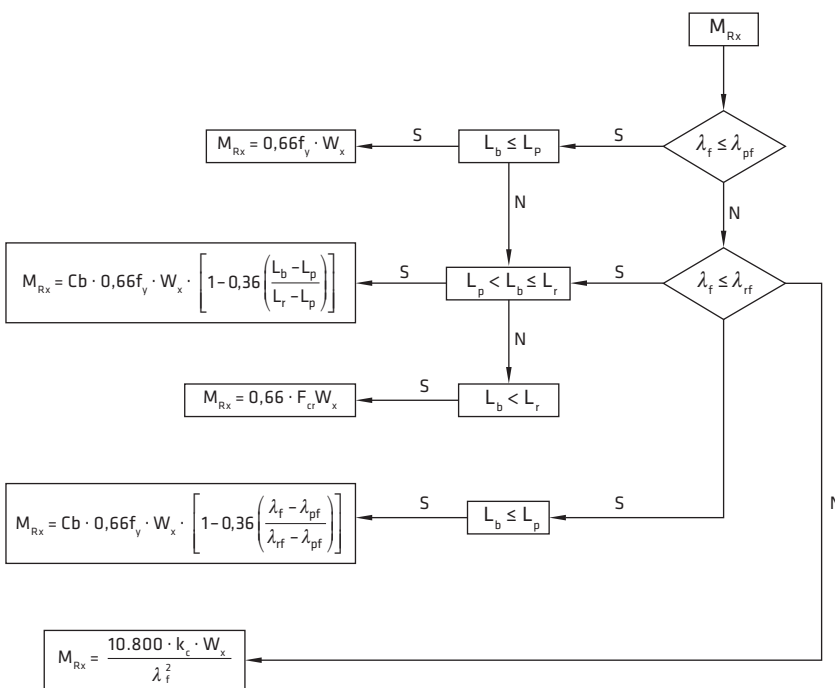 M_Rx
λ_f ≤ λ_pf
S
L_b ≤ L_P
S
M_Rx = 0,66f_y · W_x
N
N
λ_f ≤ λ_rf
S
L_p < L_b ≤ L_r
S
M_Rx = Cb · 0,66f_y · W_x · [1–0,36 (L_b –L_p / L_r –L_p)]
N
L_b < L_r
S
M_Rx = 0,66 · F_cr W_x
S
L_b ≤ L_p
S
M_Rx = Cb · 0,66f_y · W_x · [1–0,36 (λ_f – λ_pf / λ_rf – λ_pf)]
N
M_Rx = 10.800 · k_c · W_x / λ_f^2